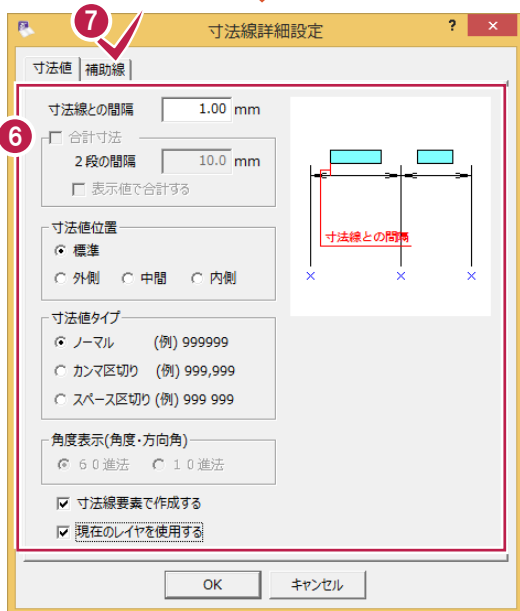 7
寸法線詳細設定 ? ×
寸法値 補助線
6
寸法線との間隔 1.00 mm
合計寸法
2段の間隔 10.0 mm
表示値で合計する
寸法値位置
標準
外側 中間 内側
寸法値タイプ
ノーマル (例) 999999
カンマ区切り (例) 999,999
スペース区切り (例) 999 999
角度表示(角度・方向角)
60進法 10進法
寸法線要素で作成する
現在のレイヤを使用する
寸法線との間隔
OK キャンセル